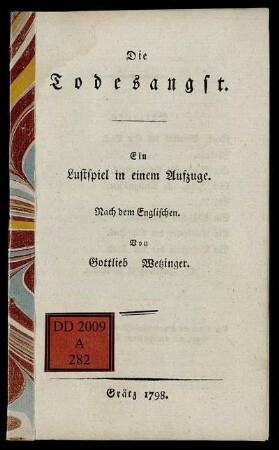 Die
Todesangst.
Ein
Lustspiel in einem Aufzuge.
Nach dem Englischen.
Von
Gottlieb Wetzinger.
DD 2009
A
282
Grätz 1798.